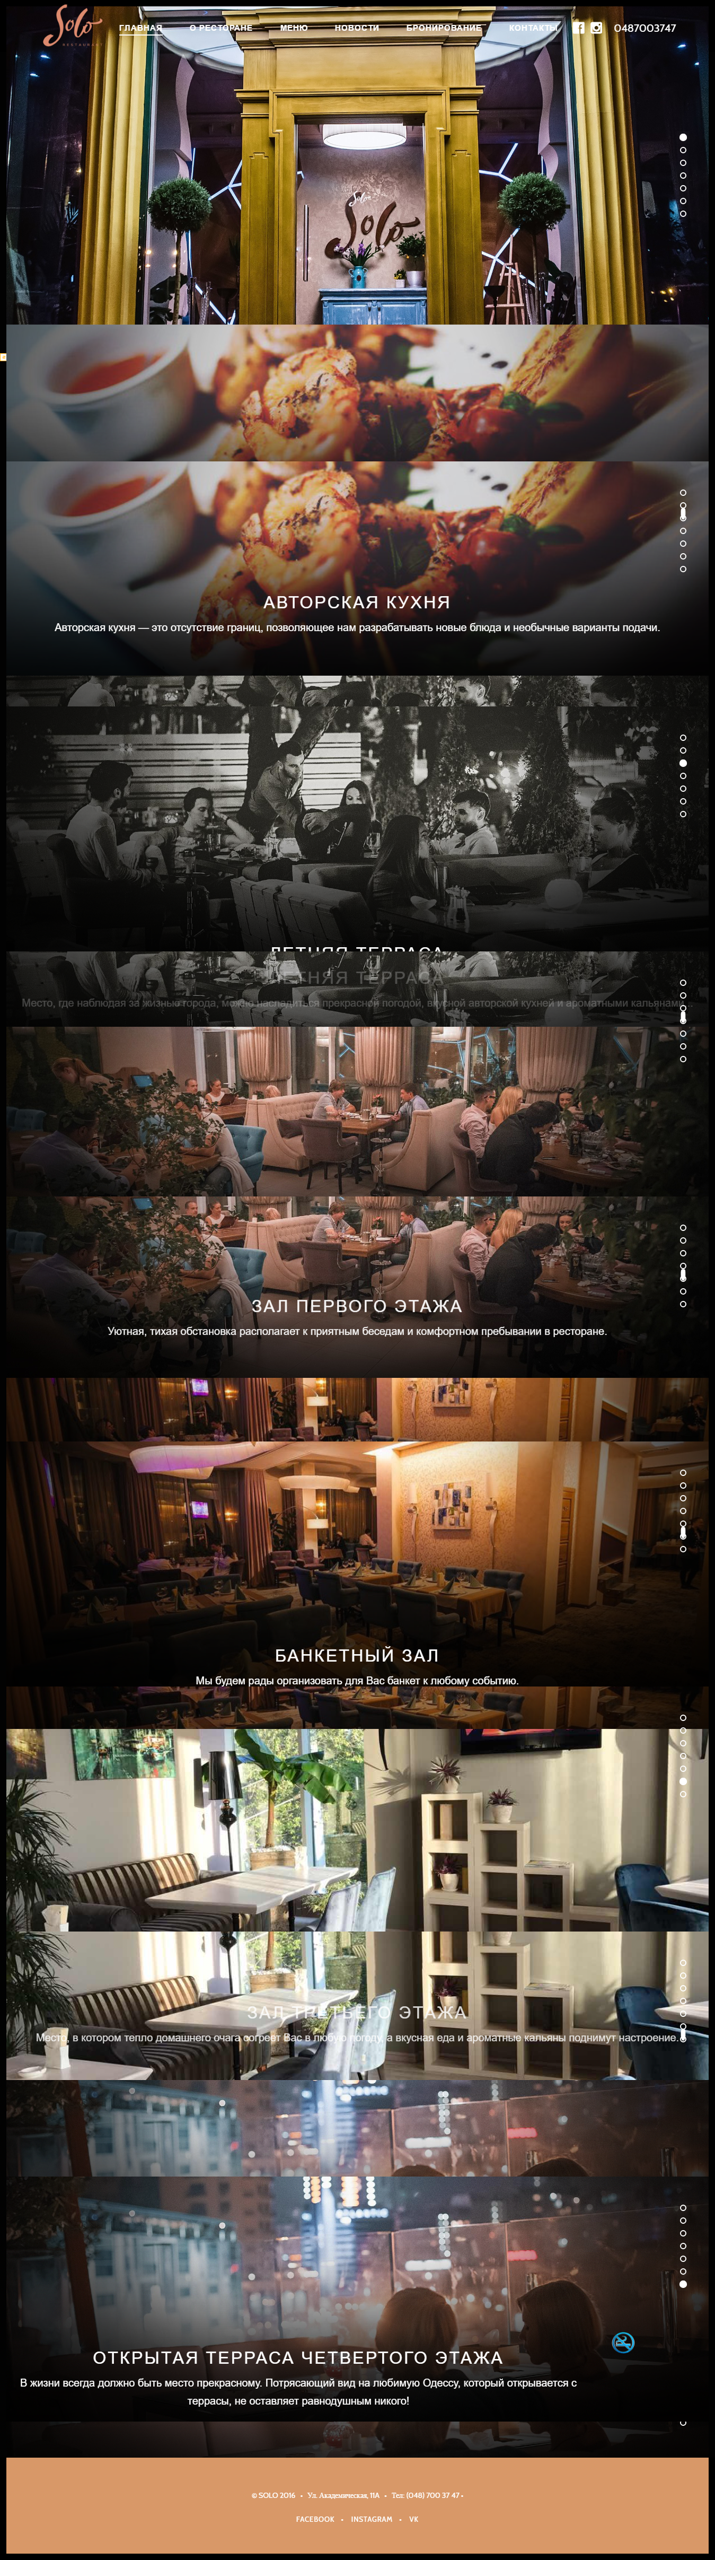 Solo
RESTAURANT
ГЛАВНАЯ
О РЕСТОРАНЕ
МЕНЮ
НОВОСТИ
БРОНИРОВАНИЕ
КОНТАКТЫ
0487003747
Solo
Solo
АВТОРСКАЯ КУХНЯ
Авторская кухня — это отсутствие границ, позволяющее нам разрабатывать новые блюда и необычные варианты подачи.
ЛЕТНЯЯ ТЕРРАСА
ЛЕТНЯЯ ТЕРРАСА
Место, где наблюдая за жизнью города, можно насладиться прекрасной погодой, вкусной авторской кухней и ароматными кальянами.
ЗАЛ ПЕРВОГО ЭТАЖА
Уютная, тихая обстановка располагает к приятным беседам и комфортном пребывании в ресторане.
БАНКЕТНЫЙ ЗАЛ
Мы будем рады организовать для Вас банкет к любому событию.
ЗАЛ ТРЕТЬЕГО ЭТАЖА
Место, в котором тепло домашнего очага согреет Вас в любую погоду, а вкусная еда и ароматные кальяны поднимут настроение.
ОТКРЫТАЯ ТЕРРАСА ЧЕТВЕРТОГО ЭТАЖА
В жизни всегда должно быть место прекрасному. Потрясающий вид на любимую Одессу, который открывается с
террасы, не оставляет равнодушным никого!
© SOLO 2016 • Ул. Академическая, 11А • Тел: (048) 700 37 47 •
FACEBOOK • INSTAGRAM • VK